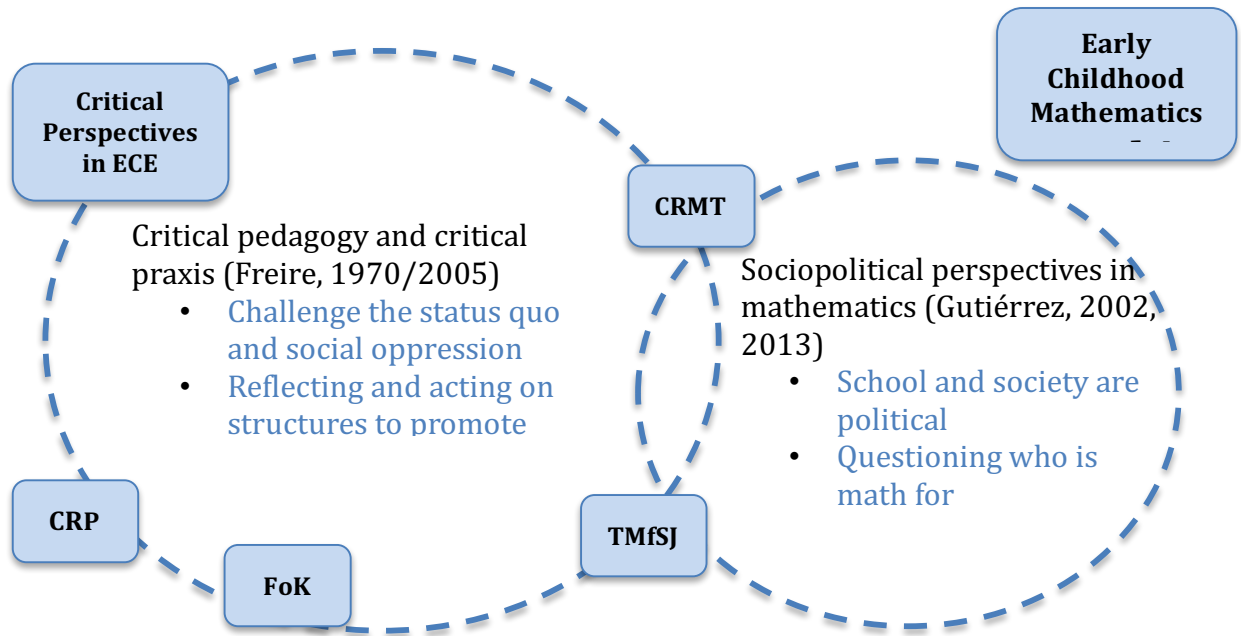 Critical
Perspectives
in ECE
Early
Childhood
Mathematics
CRMT
Critical pedagogy and critical
praxis (Freire, 1970/2005)
• Challenge the status quo
and social oppression
• Reflecting and acting on
structures to promote
Sociopolitical perspectives in
mathematics (Gutiérrez, 2002,
2013)
• School and society are
political
• Questioning who is
math for
CRP
FoK
TMfSJ